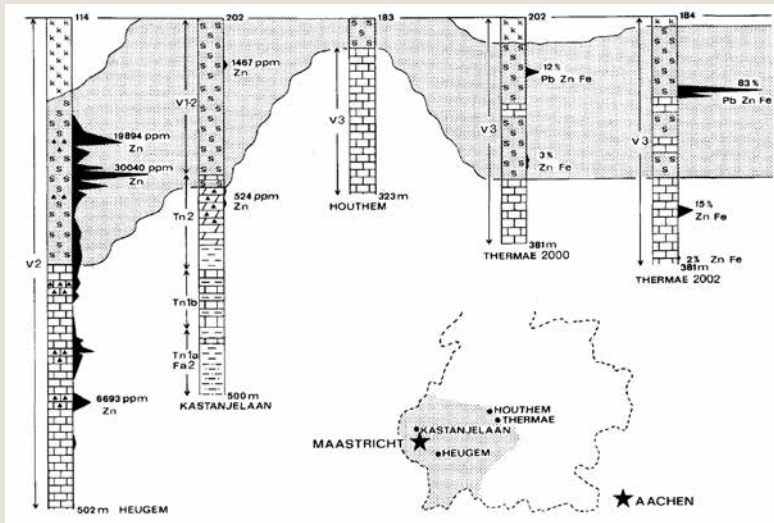 114
202
183
202
184
1467 ppm
Zn
V1-2
12%
Pb Zn Fe
83%
Pb Zn Fe
19894 ppm
Zn
V3
V3
V3
30040 ppm
Zn
3%
Zn Fe
524 ppm
Zn
323 m
HOUTHEM
Tn2
V2
15%
Zn Fe
381 m
THERMAE 2000
2% Zn Fe
381m
THERMAE 2002
Tn1b
Tn1a
Fa2
500 m
KASTANJELAAN
6693 ppm
Zn
HOUTHEM
THERMAE
KASTANJELAAN
MAASTRICHT
HEUGEM
AACHEN
502 m HEUGEM